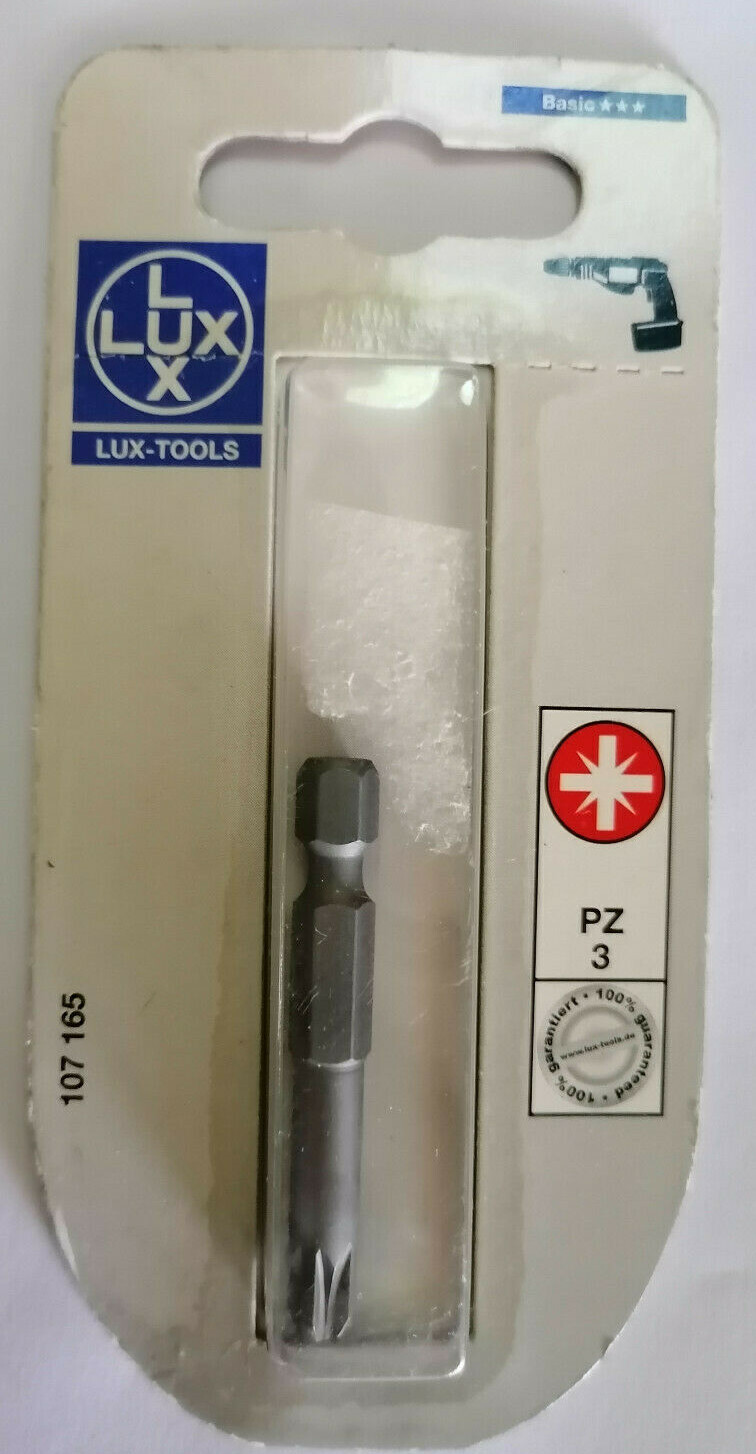 Basic ★★★
L
LUX
X
LUX-TOOLS
PZ
3
100% garantiert • 100% guaranteed •
www.lux-tools.de
107 165